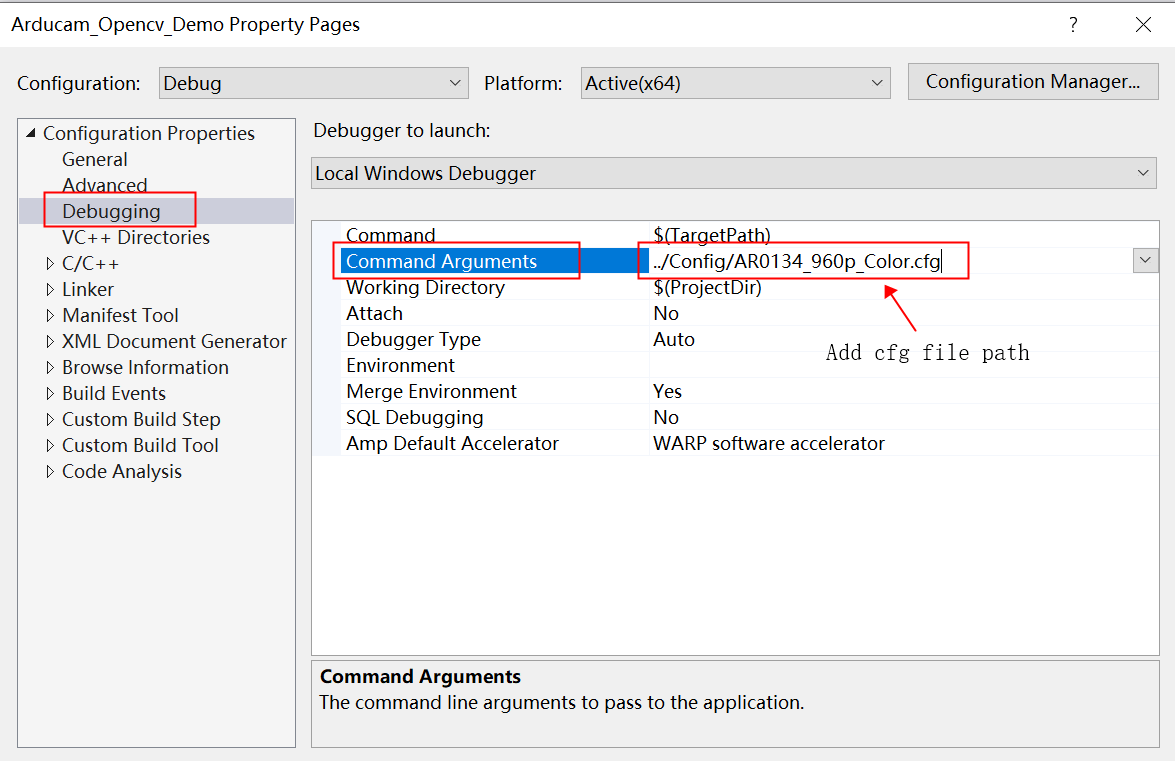 Arducam_Opencv_Demo Property Pages
?
Configuration: Debug Platform: Active(x64) Configuration Manager...
Configuration Properties
General
Advanced
Debugging
VC++ Directories
C/C++
Linker
Manifest Tool
XML Document Generator
Browse Information
Build Events
Custom Build Step
Custom Build Tool
Code Analysis
Debugger to launch:
Local Windows Debugger
Command $(TargetPath)
Command Arguments ../Config/AR0134_960p_Color.cfg
Working Directory $(ProjectDir)
Attach No
Debugger Type Auto
Environment
Merge Environment Yes
SQL Debugging No
Amp Default Accelerator WARP software accelerator
Add cfg file path
Command Arguments
The command line arguments to pass to the application.